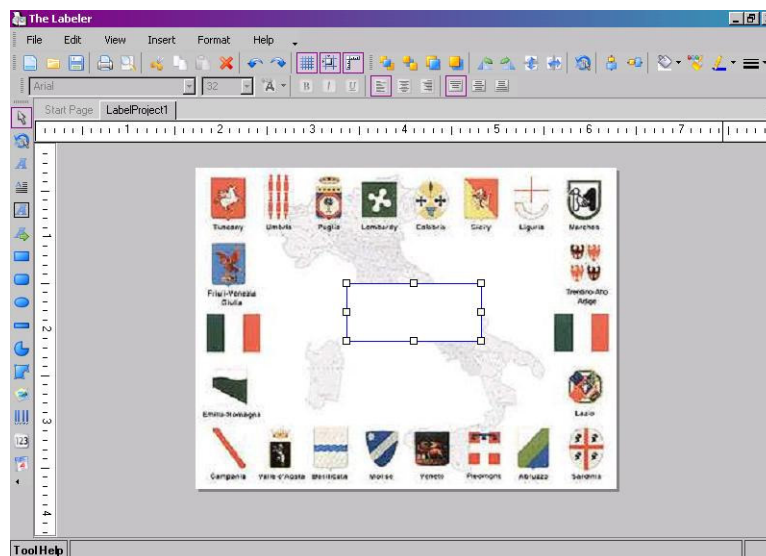 The Labeler
File Edit View Insert Format Help
Arial 32 A B I U
Start Page LabelProject1
1 2 3 4 5 6 7
Tuscany Umbria Puglia Lombardy Calabria Sicily Liguria Marches
Friuli-Venezia
Giulia
Trentino-Alto
Adige
Emilia-Romagna
Lazio
Campania Valle d'Aosta Basilicata Molise Veneto Piedmont Abruzzo Sardinia
1
2
3
4
123
Tool Help